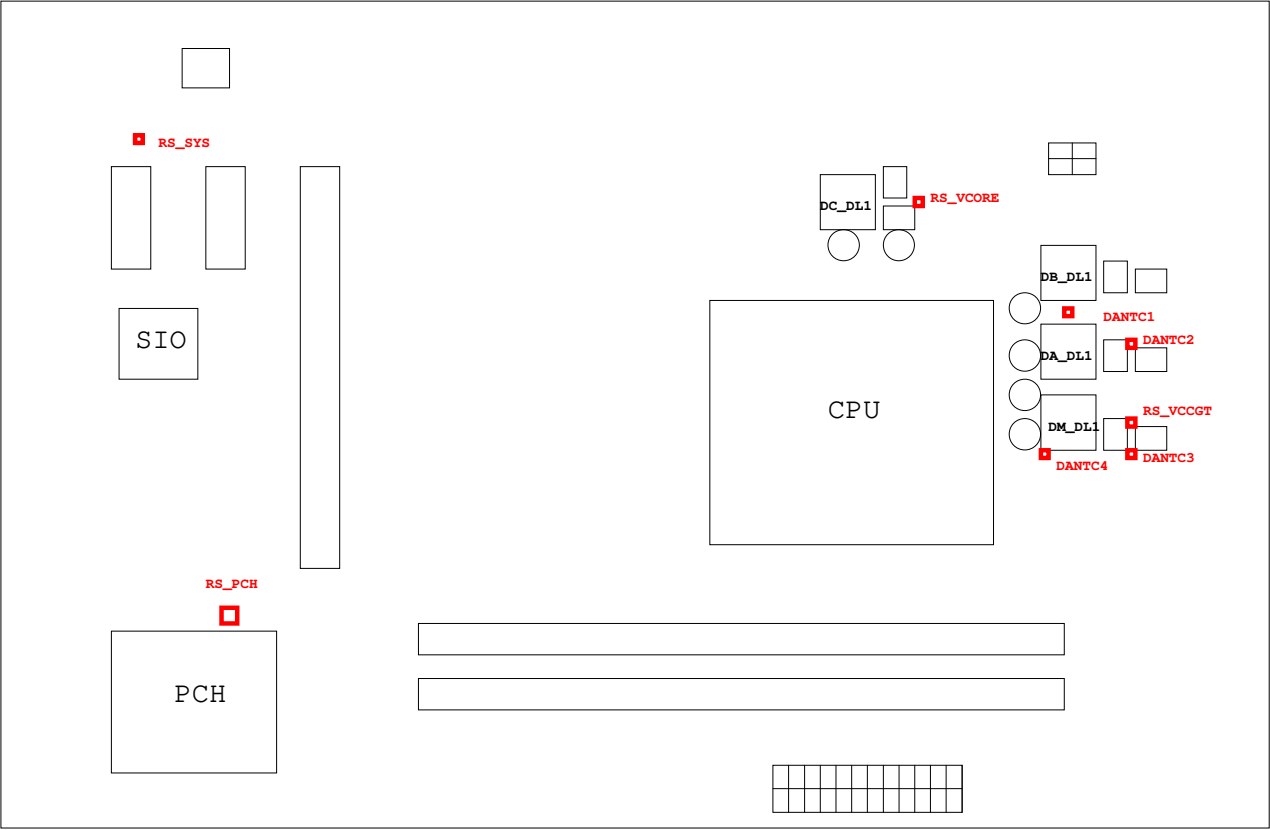 RS_SYS
DC_DL1
RS_VCORE
DB_DL1
DANTC1
SIO
DA_DL1
DANTC2
CPU
RS_VCCGT
DM_DL1
DANTC4
DANTC3
RS_PCH
PCH